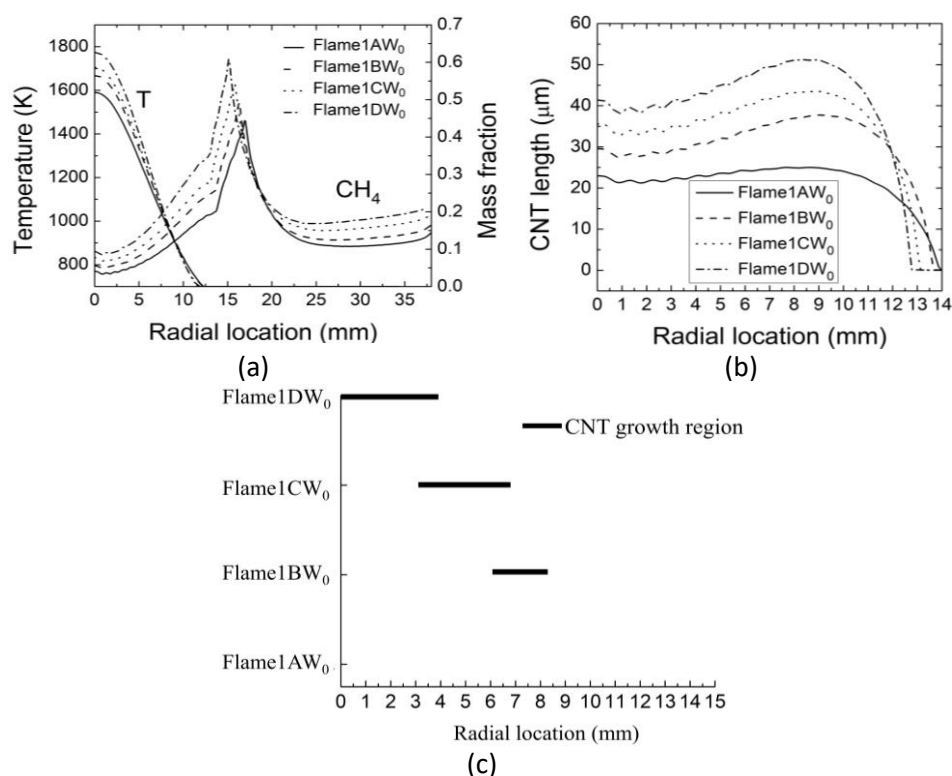 1800
1600
1400
1200
1000
800
Temperature (K)
T
CH₄
Flame1AW₀
Flame1BW₀
Flame1CW₀
Flame1DW₀
0.7
0.6
0.5
0.4
0.3
0.2
0.1
0.0
Mass fraction
0 5 10 15 20 25 30 35
Radial location (mm)
(a)
60
50
40
30
20
10
0
CNT length (μm)
Flame1AW₀
Flame1BW₀
Flame1CW₀
Flame1DW₀
0 1 2 3 4 5 6 7 8 9 10 11 12 13 14
Radial location (mm)
(b)
Flame1DW₀
CNT growth region
Flame1CW₀
Flame1BW₀
Flame1AW₀
0 1 2 3 4 5 6 7 8 9 10 11 12 13 14 15
Radial location (mm)
(c)